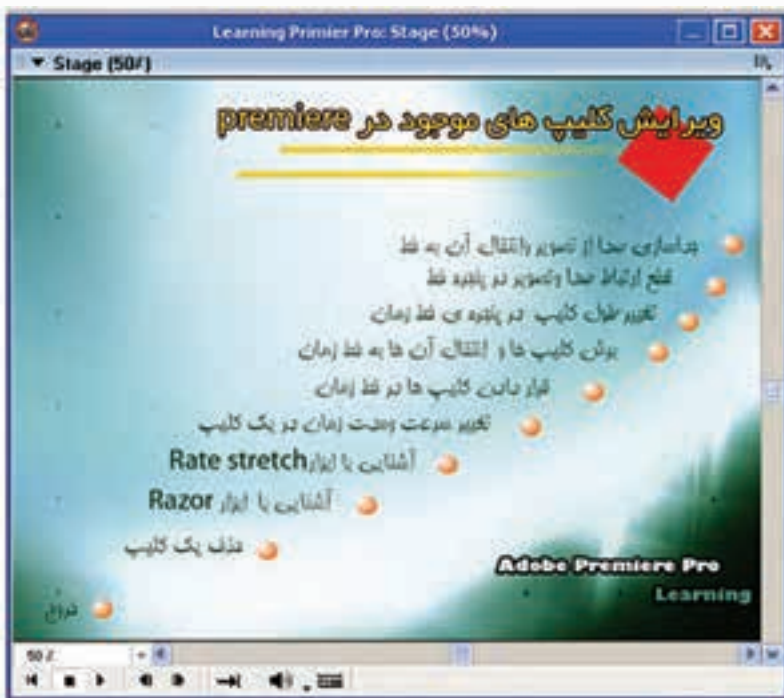 Learning Primier Pro: Stage (50%)
Stage (50%)
ویرایش کلیپ های موجود در premiere
جداسازی صدا از تصویر وانتقال آن به خط
قطع ارتباط صدا وتصویر در پنجره خط
تغییر طول کلیپ در پنجره ی خط زمان
برش کلیپ ها و انتقال آن ها به خط زمان
قرار دادن کلیپ ها در خط زمان
تغییر سرعت ومدت زمان در یک کلیپ
آشنایی با ابزار Rate stretch
آشنایی با ابزار Razor
حذف یک کلیپ
خروج
Adobe Premiere Pro
Learning
50%